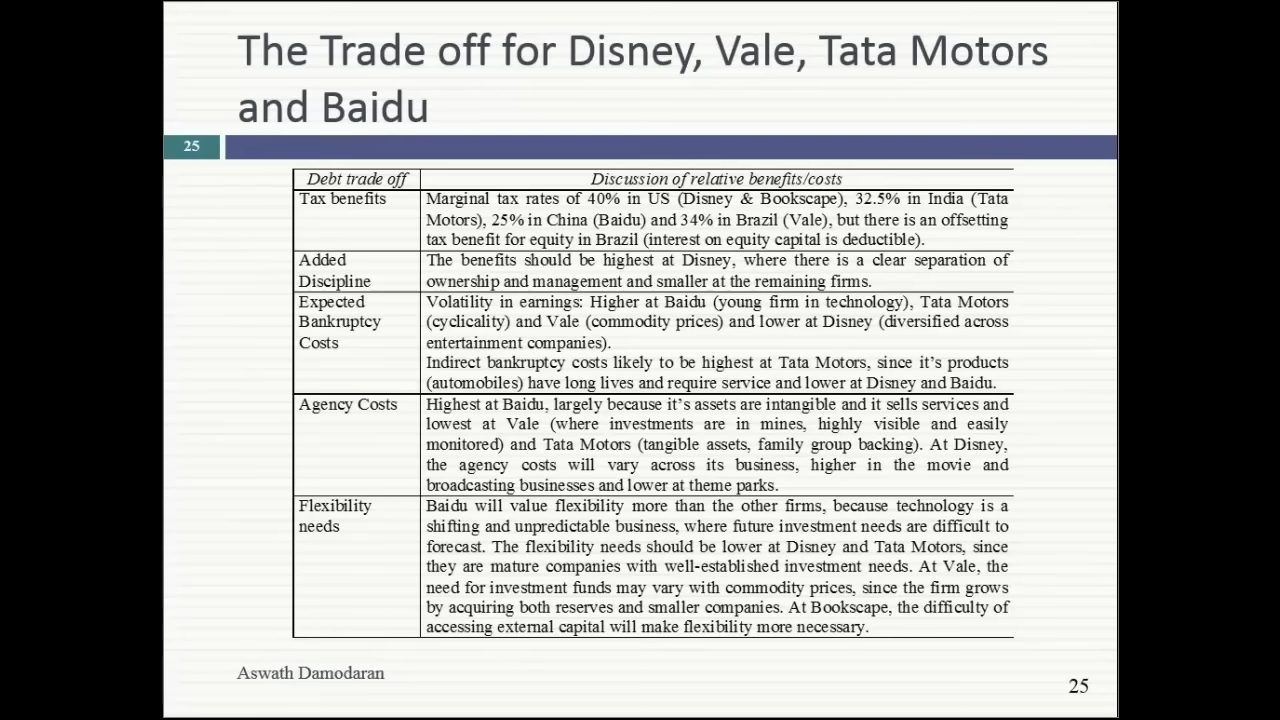 The Trade off for Disney, Vale, Tata Motors
and Baidu
25
Debt trade off Discussion of relative benefits/costs
Tax benefits Marginal tax rates of 40% in US (Disney & Bookscape), 32.5% in India (Tata
Motors), 25% in China (Baidu) and 34% in Brazil (Vale), but there is an offsetting
tax benefit for equity in Brazil (interest on equity capital is deductible).
Added The benefits should be highest at Disney, where there is a clear separation of
Discipline ownership and management and smaller at the remaining firms.
Expected Volatility in earnings: Higher at Baidu (young firm in technology), Tata Motors
Bankruptcy (cyclicality) and Vale (commodity prices) and lower at Disney (diversified across
Costs entertainment companies).
Indirect bankruptcy costs likely to be highest at Tata Motors, since it's products
(automobiles) have long lives and require service and lower at Disney and Baidu.
Agency Costs Highest at Baidu, largely because it's assets are intangible and it sells services and
lowest at Vale (where investments are in mines, highly visible and easily
monitored) and Tata Motors (tangible assets, family group backing). At Disney,
the agency costs will vary across its business, higher in the movie and
broadcasting businesses and lower at theme parks.
Flexibility Baidu will value flexibility more than the other firms, because technology is a
needs shifting and unpredictable business, where future investment needs are difficult to
forecast. The flexibility needs should be lower at Disney and Tata Motors, since
they are mature companies with well-established investment needs. At Vale, the
need for investment funds may vary with commodity prices, since the firm grows
by acquiring both reserves and smaller companies. At Bookscape, the difficulty of
accessing external capital will make flexibility more necessary.
Aswath Damodaran
25